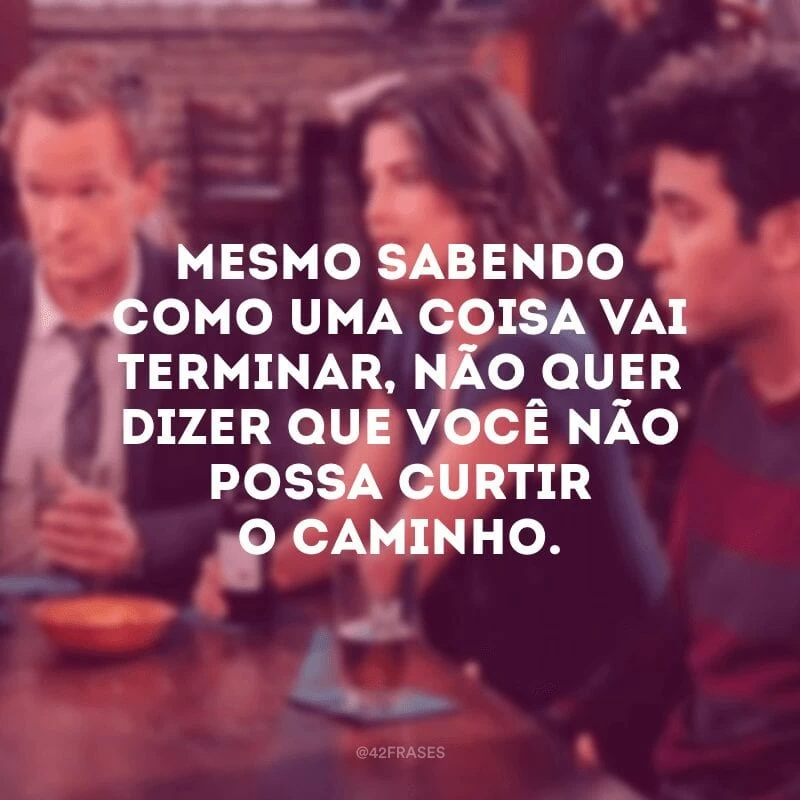 MESMO SABENDO
COMO UMA COISA VAI
TERMINAR, NÃO QUER
DIZER QUE VOCÊ NÃO
POSSA CURTIR
O CAMINHO.
@42FRASES